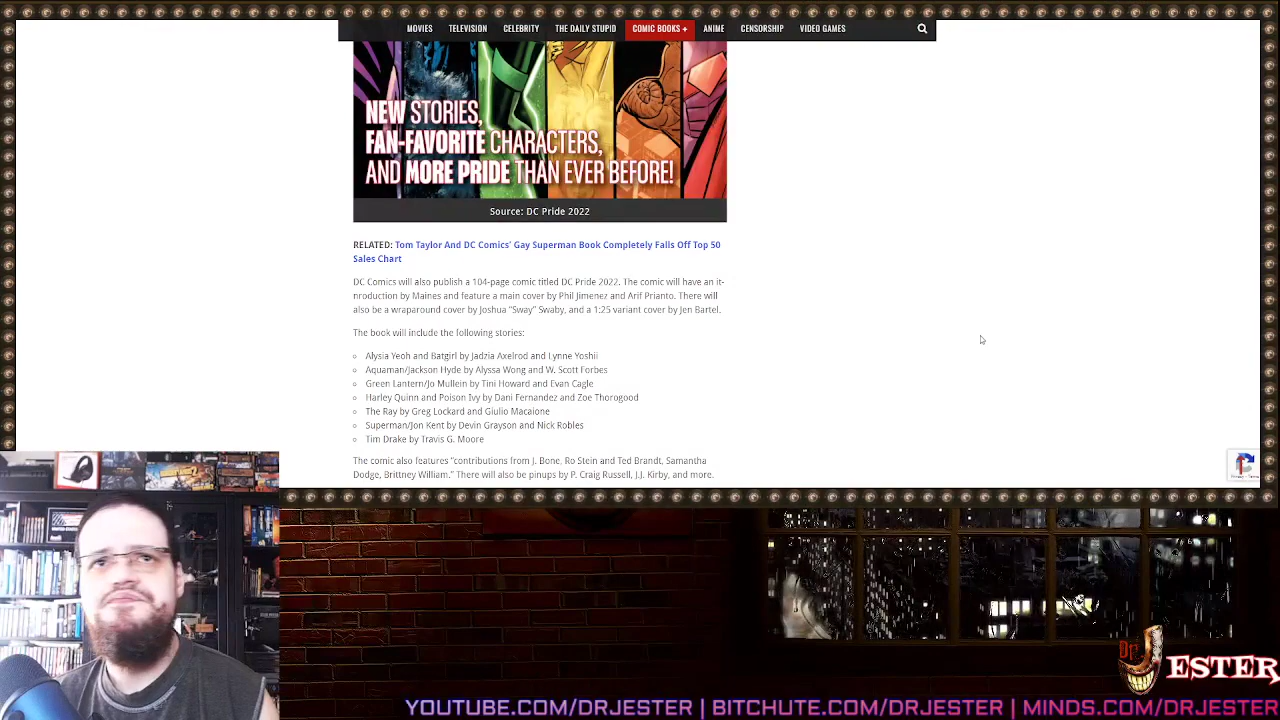 MOVIES TELEVISION CELEBRITY THE DAILY STUPID COMIC BOOKS + ANIME CENSORSHIP VIDEO GAMES
NEW STORIES,
FAN-FAVORITE CHARACTERS,
AND MORE PRIDE THAN EVER BEFORE!
Source: DC Pride 2022
RELATED: Tom Taylor And DC Comics' Gay Superman Book Completely Falls Off Top 50
Sales Chart
DC Comics will also publish a 104-page comic titled DC Pride 2022. The comic will have an it-
nroduction by Maines and feature a main cover by Phil Jimenez and Arif Prianto. There will
also be a wraparound cover by Joshua “Sway” Swaby, and a 1:25 variant cover by Jen Bartel.
The book will include the following stories:
Alysia Yeoh and Batgirl by Jadzia Axelrod and Lynne Yoshii
Aquaman/Jackson Hyde by Alyssa Wong and W. Scott Forbes
Green Lantern/Jo Mullein by Tini Howard and Evan Cagle
Harley Quinn and Poison Ivy by Dani Fernandez and Zoe Thorogood
The Ray by Greg Lockard and Giulio Macaione
Superman/Jon Kent by Devin Grayson and Nick Robles
Tim Drake by Travis G. Moore
The comic also features “contributions from J. Bone, Ro Stein and Ted Brandt, Samantha
Dodge, Brittney William.” There will also be pinups by P. Craig Russell, J.J. Kirby, and more.
DR. JESTER
YOUTUBE.COM/DRJESTER | BITCHUTE.COM/DRJESTER | MINDS.COM/DRJESTER